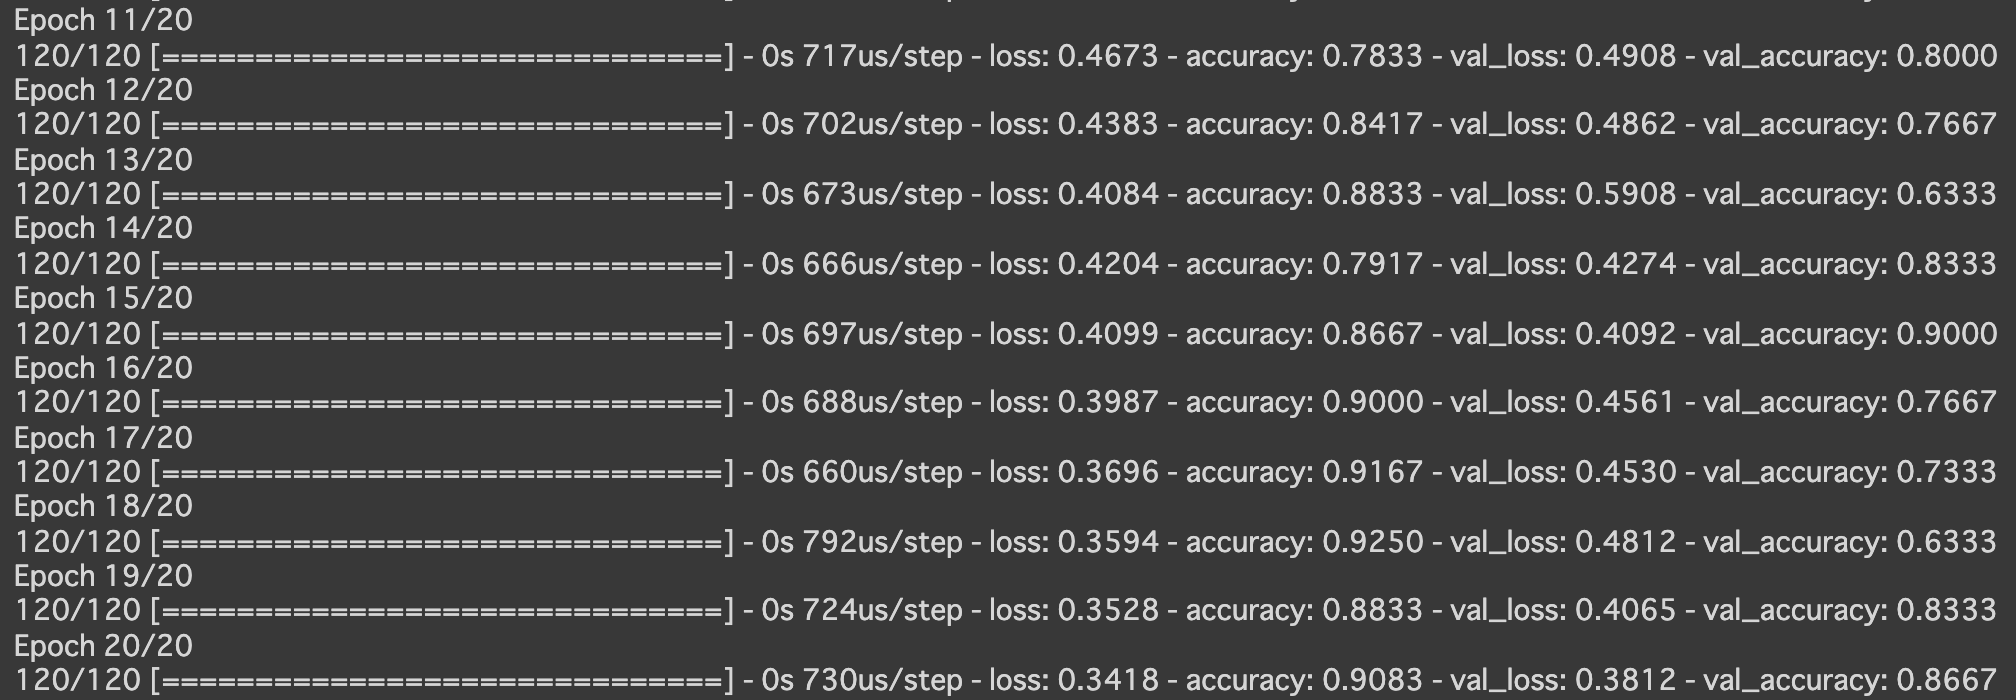 Epoch 11/20
120/120 [==============================] - 0s 717us/step - loss: 0.4673 - accuracy: 0.7833 - val_loss: 0.4908 - val_accuracy: 0.8000
Epoch 12/20
120/120 [==============================] - 0s 702us/step - loss: 0.4383 - accuracy: 0.8417 - val_loss: 0.4862 - val_accuracy: 0.7667
Epoch 13/20
120/120 [==============================] - 0s 673us/step - loss: 0.4084 - accuracy: 0.8833 - val_loss: 0.5908 - val_accuracy: 0.6333
Epoch 14/20
120/120 [==============================] - 0s 666us/step - loss: 0.4204 - accuracy: 0.7917 - val_loss: 0.4274 - val_accuracy: 0.8333
Epoch 15/20
120/120 [==============================] - 0s 697us/step - loss: 0.4099 - accuracy: 0.8667 - val_loss: 0.4092 - val_accuracy: 0.9000
Epoch 16/20
120/120 [==============================] - 0s 688us/step - loss: 0.3987 - accuracy: 0.9000 - val_loss: 0.4561 - val_accuracy: 0.7667
Epoch 17/20
120/120 [==============================] - 0s 660us/step - loss: 0.3696 - accuracy: 0.9167 - val_loss: 0.4530 - val_accuracy: 0.7333
Epoch 18/20
120/120 [==============================] - 0s 792us/step - loss: 0.3594 - accuracy: 0.9250 - val_loss: 0.4812 - val_accuracy: 0.6333
Epoch 19/20
120/120 [==============================] - 0s 724us/step - loss: 0.3528 - accuracy: 0.8833 - val_loss: 0.4065 - val_accuracy: 0.8333
Epoch 20/20
120/120 [==============================] - 0s 730us/step - loss: 0.3418 - accuracy: 0.9083 - val_loss: 0.3812 - val_accuracy: 0.8667